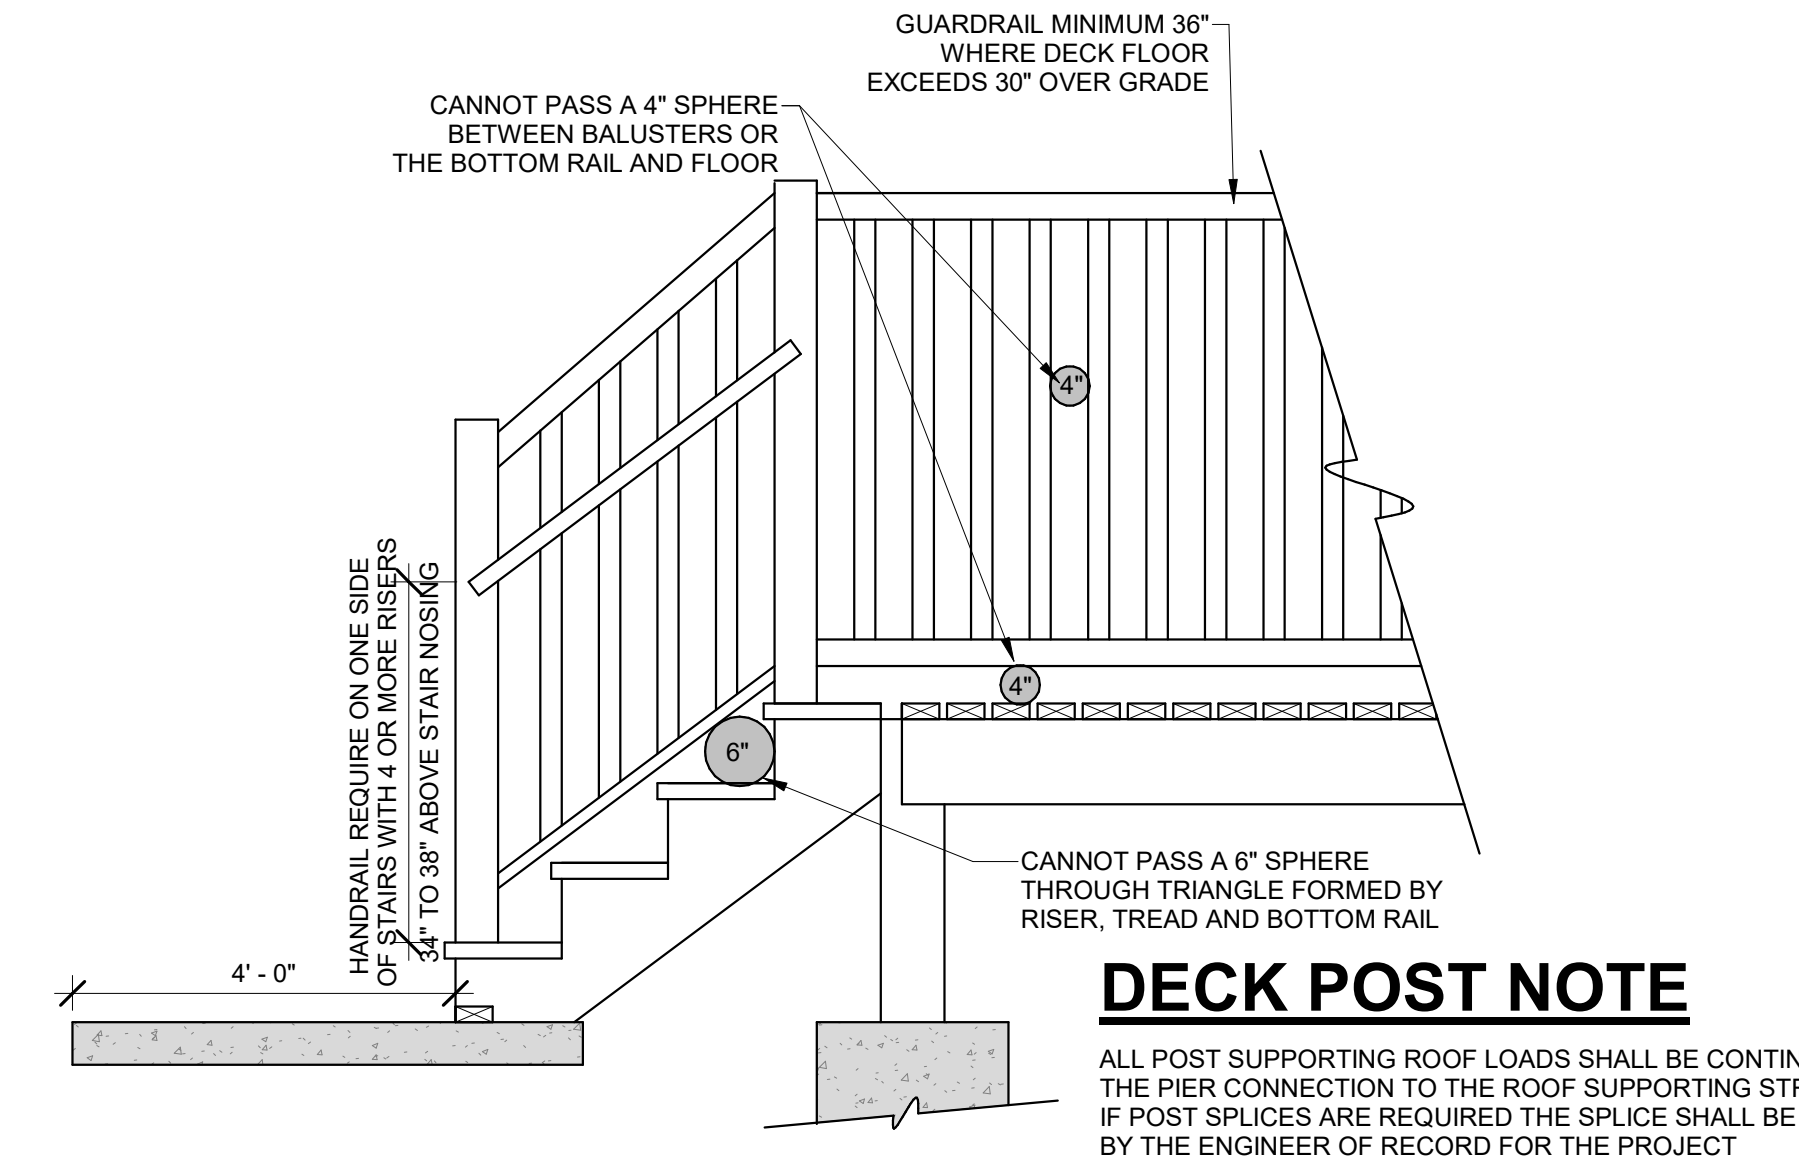 GUARDRAIL MINIMUM 36"
WHERE DECK FLOOR
EXCEEDS 30" OVER GRADE
CANNOT PASS A 4" SPHERE
BETWEEN BALUSTERS OR
THE BOTTOM RAIL AND FLOOR
4"
4"
6"
HANDRAIL REQUIRE ON ONE SIDE
OF STAIRS WITH 4 OR MORE RISERS
34" TO 38" ABOVE STAIR NOSING
CANNOT PASS A 6" SPHERE
THROUGH TRIANGLE FORMED BY
RISER, TREAD AND BOTTOM RAIL
4' - 0"
DECK POST NOTE
ALL POST SUPPORTING ROOF LOADS SHALL BE CONTIN
THE PIER CONNECTION TO THE ROOF SUPPORTING STR
IF POST SPLICES ARE REQUIRED THE SPLICE SHALL BE
BY THE ENGINEER OF RECORD FOR THE PROJECT